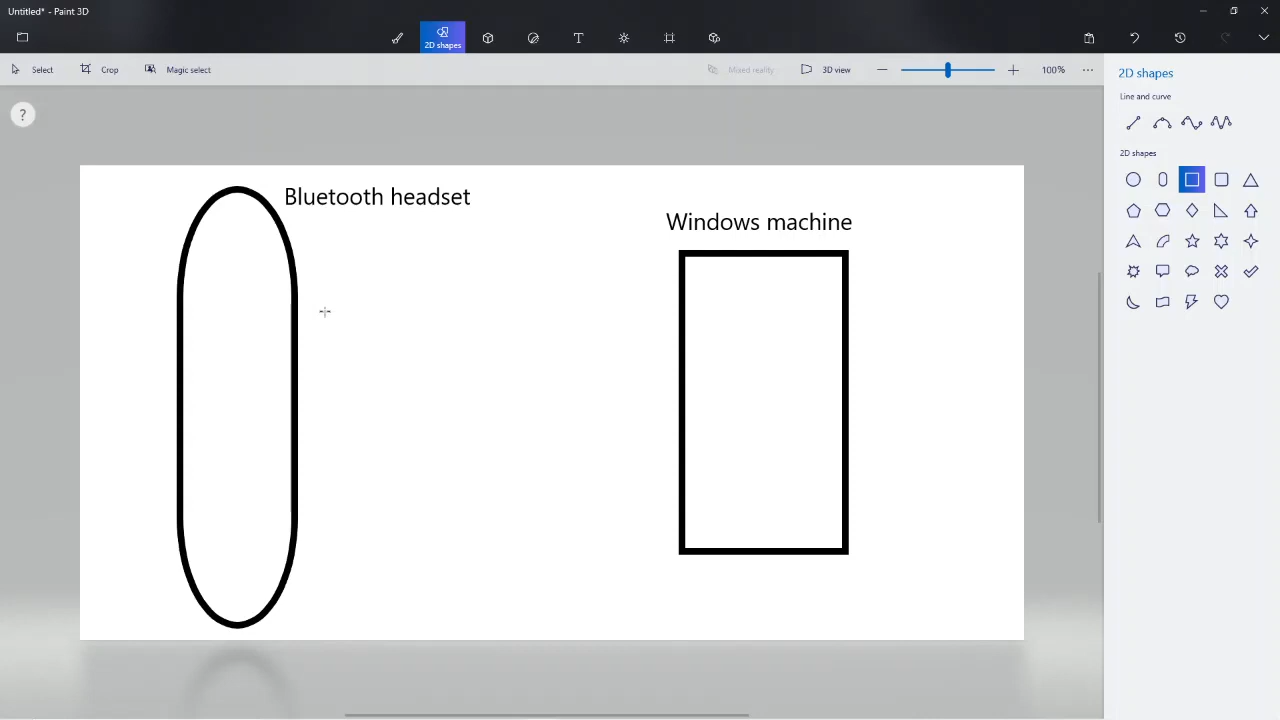 Untitled* - Paint 3D
2D shapes
Select
Crop
Magic select
Mixed reality
3D view
100%
2D shapes
Line and curve
2D shapes
?
Bluetooth headset
Windows machine